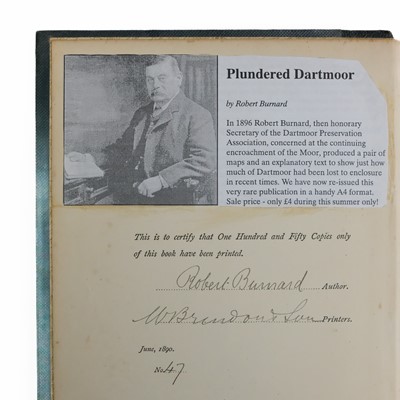 Plundered Dartmoor
by Robert Burnard
In 1896 Robert Burnard, then honorary
Secretary of the Dartmoor Preservation
Association, concerned at the continuing
encroachment of the Moor, produced a pair of
maps and an explanatory text to show just how
much of Dartmoor had been lost to enclosure
in recent times. We have now re-issued this
very rare publication in a handy A4 format.
Sale price - only £4 during this summer only!
This is to certify that One Hundred and Fifty Copies only
of this book have been printed.
Robert Burnard Author.
W Brendon & Son Printers.
June, 1890.
No. 47